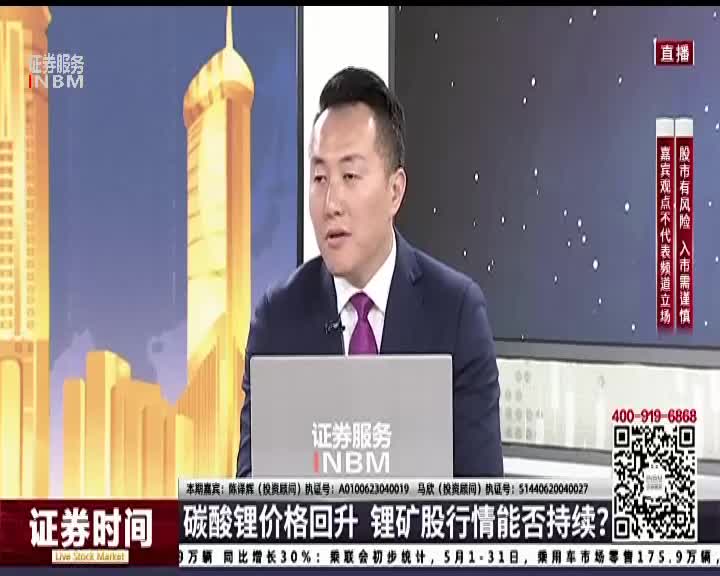 证券服务
INBM
直播
股市有风险 入市需谨慎
嘉宾观点不代表频道立场
400-919-6868
证券服务
INBM
本期嘉宾：陈译辉（投资顾问）执证号：A0100623040019 马欣（投资顾问）执证号：S1440620040027
证券时间
Live Stock Market
碳酸锂价格回升 锂矿股行情能否持续？
9万辆 同比增长30%：乘联会初步统计，5月1-31日，乘用车市场零售175.9万辆，